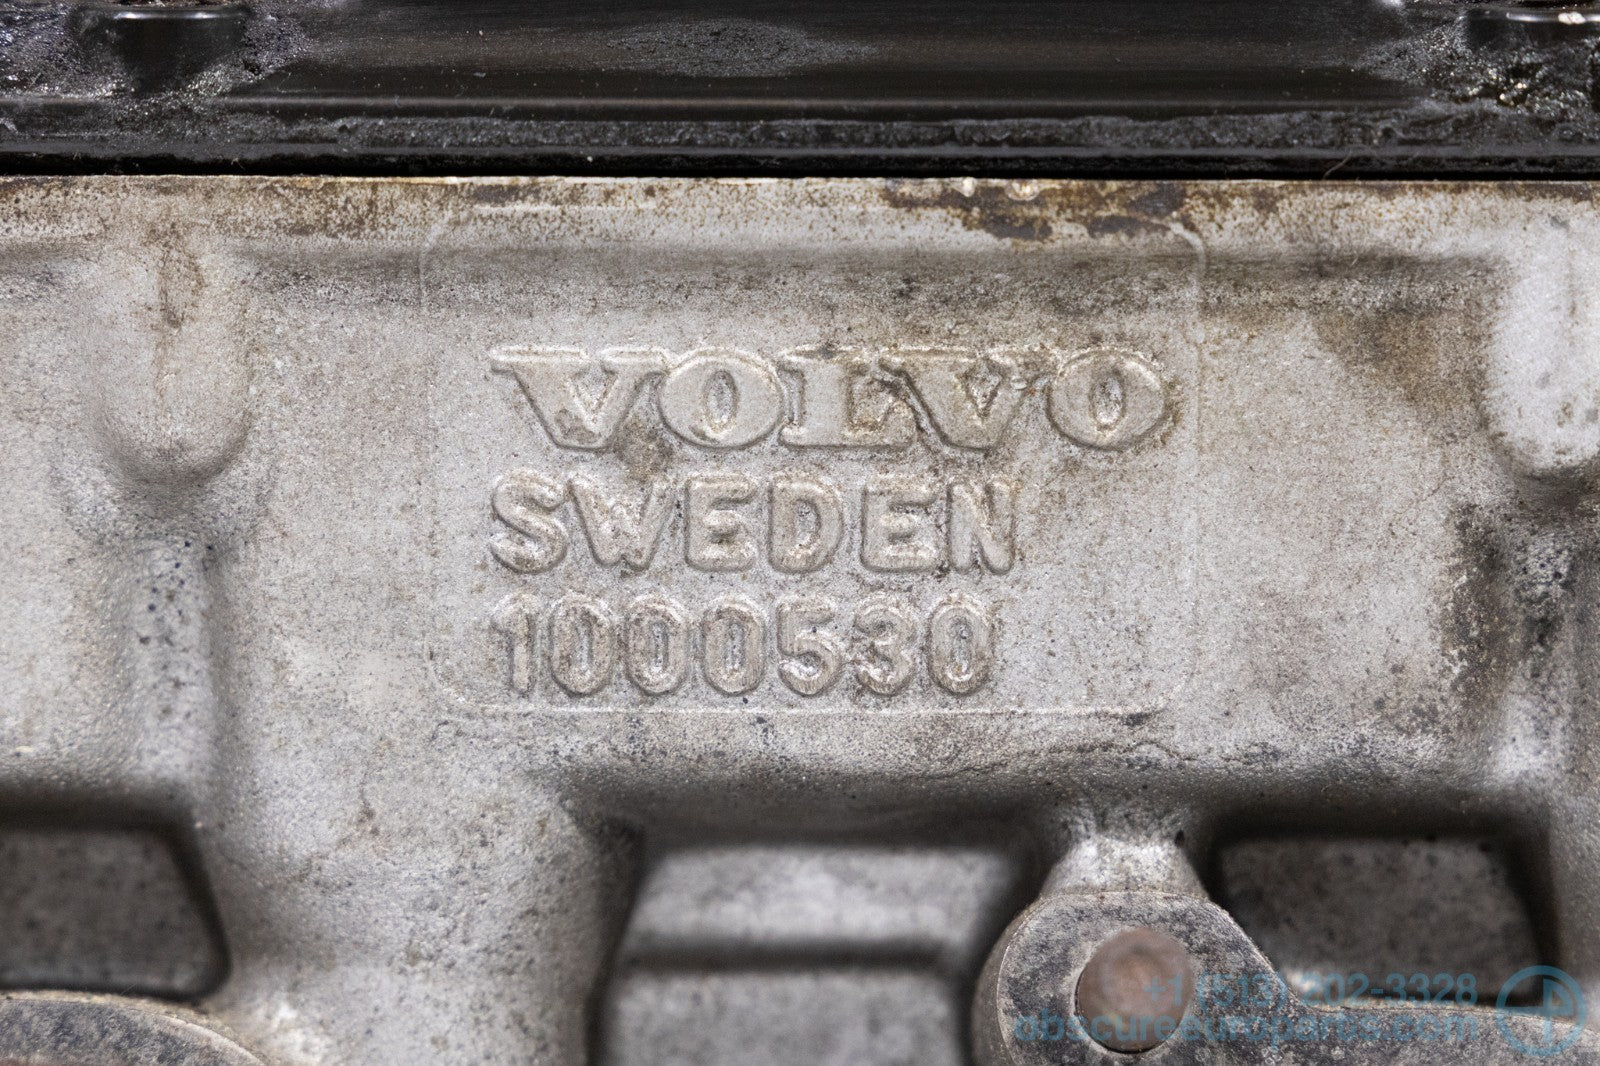 VOLVO
SWEDEN
1000530
+1 (513) 202-3328
obscureeuroparts.com